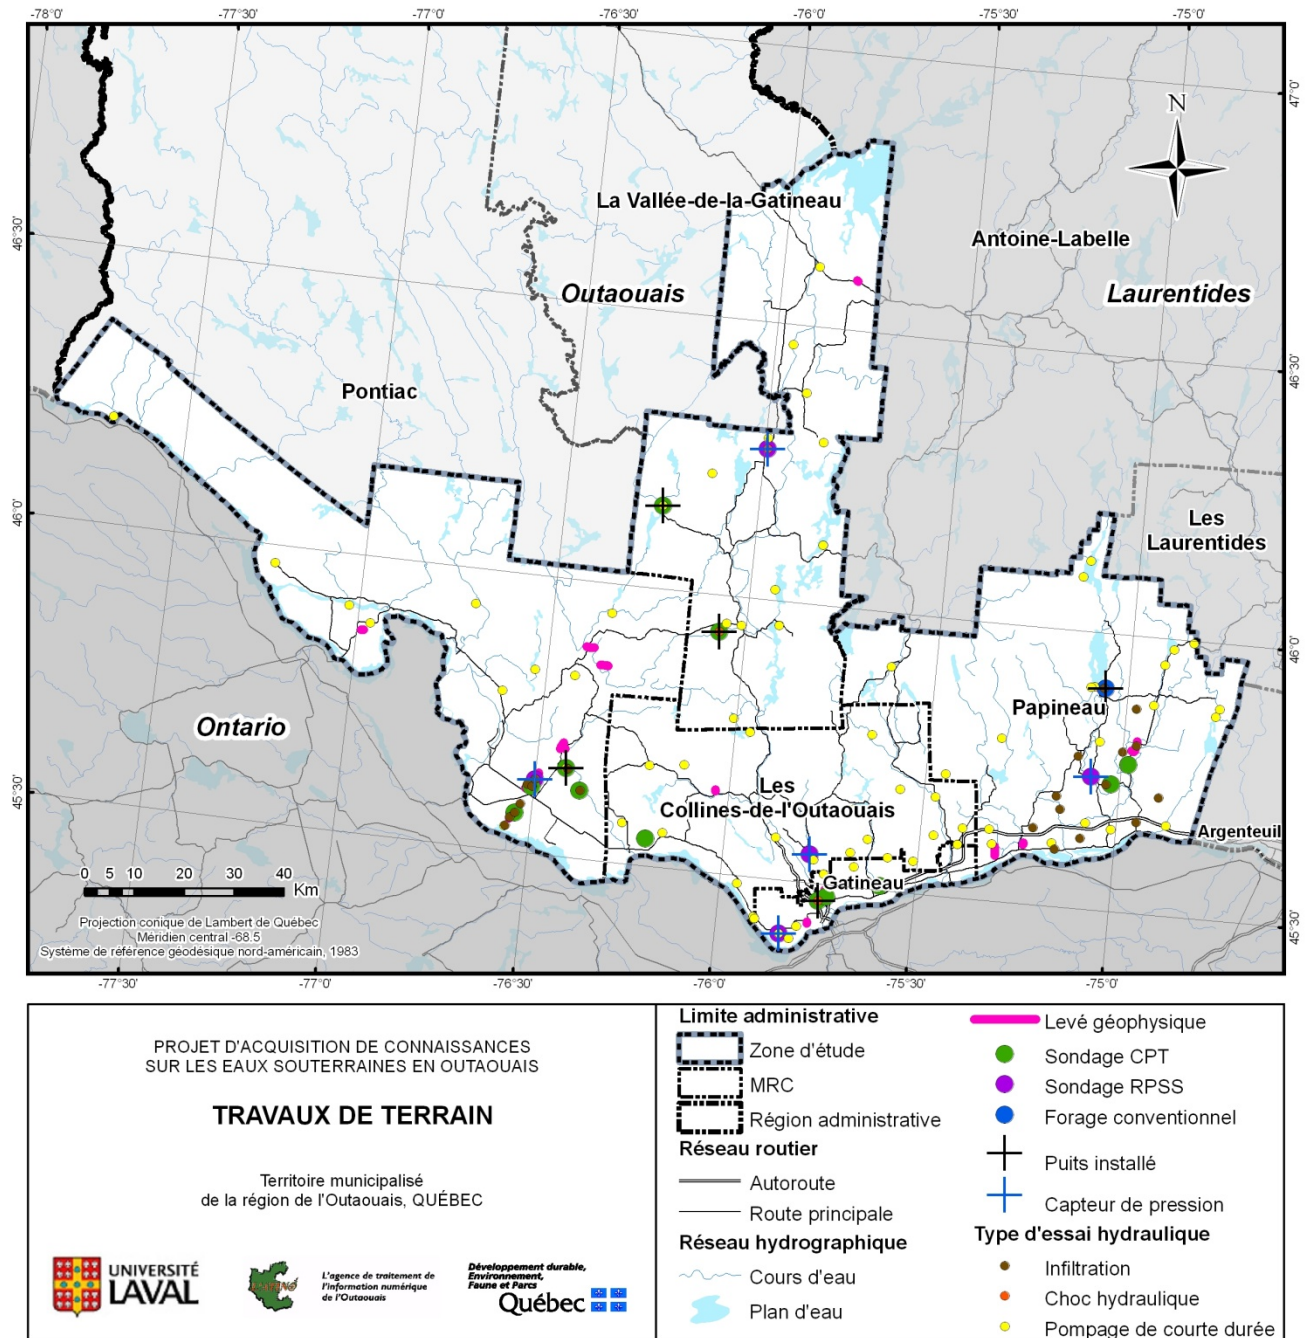 -78°0' -77°30' -77°0' -76°30' -76°0' -75°30' -75°0'
47°0'
N
La Vallée-de-la-Gatineau
46°30'
Antoine-Labelle
Outaouais
Laurentides
Pontiac
46°30'
46°0'
Les
Laurentides
46°0'
Papineau
Ontario
45°30'
Les
Collines-de-l'Outaouais
Argenteuil
Gatineau
0 5 10 20 30 40
Km
Projection conique de Lambert de Québec
Méridien central -68.5
Système de référence géodésique nord-américain, 1983
45°30'
-77°30' -77°0' -76°30' -76°0' -75°30' -75°0'
PROJET D'ACQUISITION DE CONNAISSANCES
SUR LES EAUX SOUTERRAINES EN OUTAOUAIS
TRAVAUX DE TERRAIN
Territoire municipalisé
de la région de l'Outaouais, QUÉBEC
UNIVERSITÉ
LAVAL
L'agence de traitement de
l'information numérique
de l'Outaouais
Développement durable,
Environnement,
Faune et Parcs
Québec
Limite administrative
Zone d'étude
MRC
Région administrative
Réseau routier
Autoroute
Route principale
Réseau hydrographique
Cours d'eau
Plan d'eau
Levé géophysique
Sondage CPT
Sondage RPSS
Forage conventionnel
Puits installé
Capteur de pression
Type d'essai hydraulique
Infiltration
Choc hydraulique
Pompage de courte durée